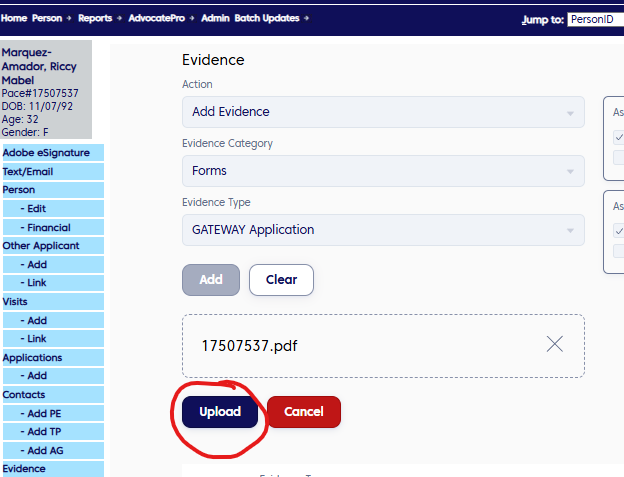 Home Person Reports AdvocatePro Admin Batch Updates Jump to: PersonID
Marquez-
Amador, Riccy
Mabel
Pace#17507537
DOB: 11/07/92
Age: 32
Gender: F
Adobe eSignature
Text/Email
Person
- Edit
- Financial
Other Applicant
- Add
- Link
Visits
- Add
- Link
Applications
- Add
Contacts
- Add PE
- Add TP
- Add AG
Evidence
Evidence
Action
Add Evidence
Evidence Category
Forms
Evidence Type
GATEWAY Application
Add Clear
17507537.pdf
Upload Cancel
As
As